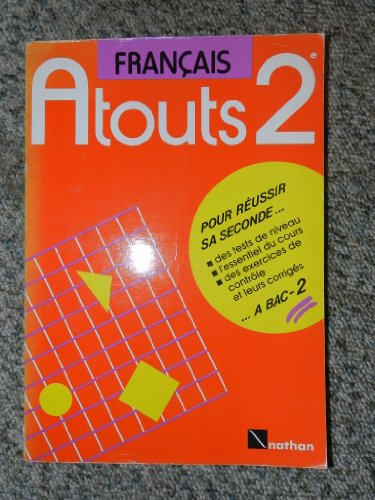 FRANÇAIS
Atouts 2e
POUR RÉUSSIR
SA SECONDE...
■ des tests de niveau
■ l'essentiel du cours
■ des exercices de
contrôle
et leurs corrigés
... A BAC-2
nathan